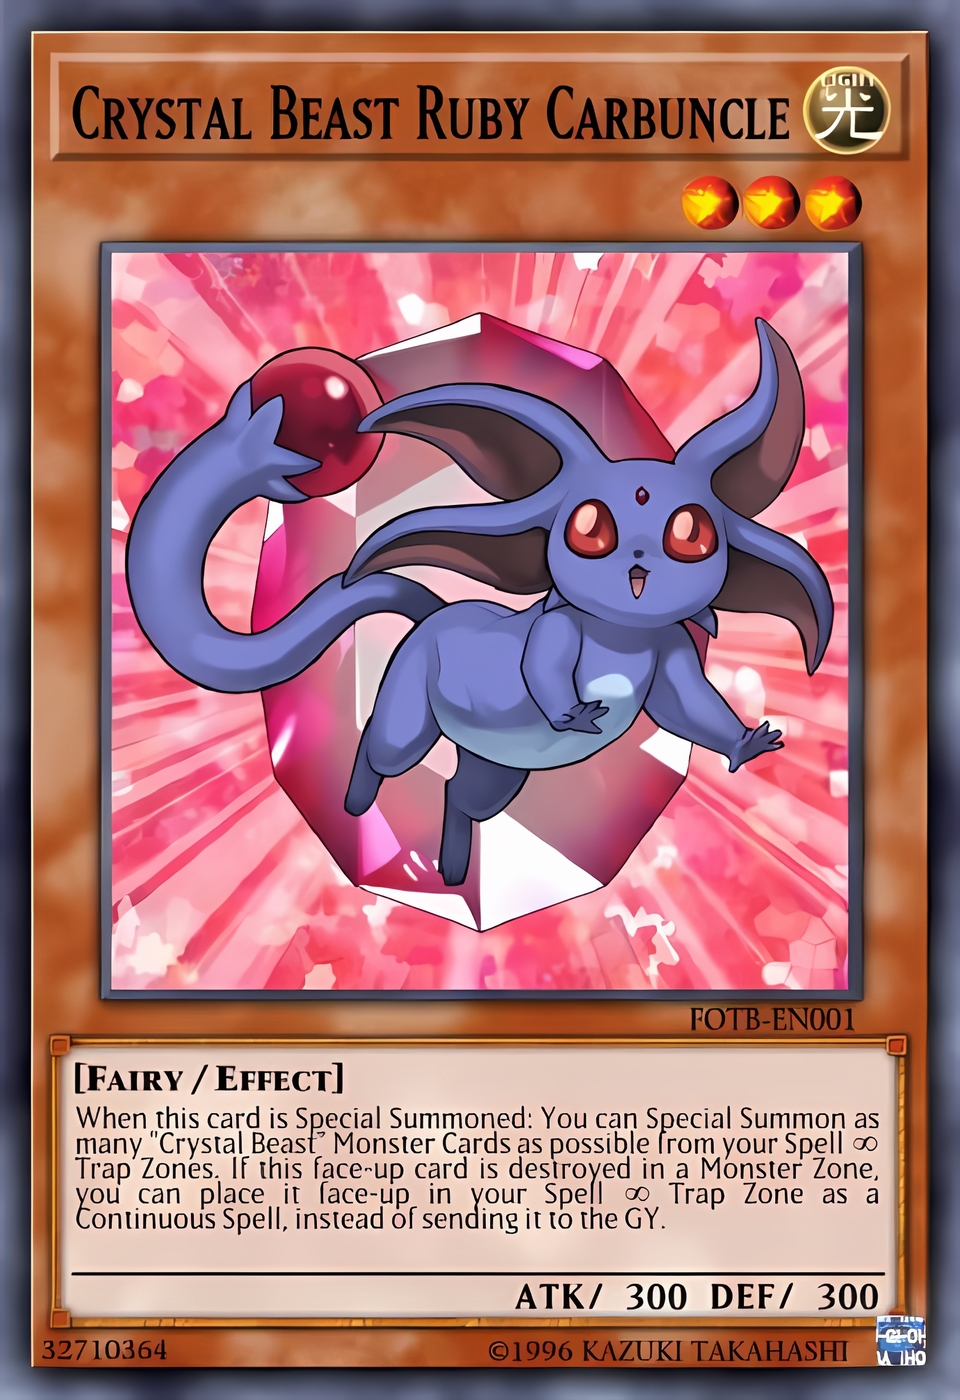 CRYSTAL BEAST RUBY CARBUNCLE
光
FOTB-EN001
[FAIRY / EFFECT]
When this card is Special Summoned: You can Special Summon as
many "Crystal Beast" Monster Cards as possible from your Spell ∞
Trap Zones. If this face-up card is destroyed in a Monster Zone,
you can place it face-up in your Spell ∞ Trap Zone as a
Continuous Spell, instead of sending it to the GY.
ATK/ 300 DEF/ 300
32710364 ©1996 KAZUKI TAKAHASHI